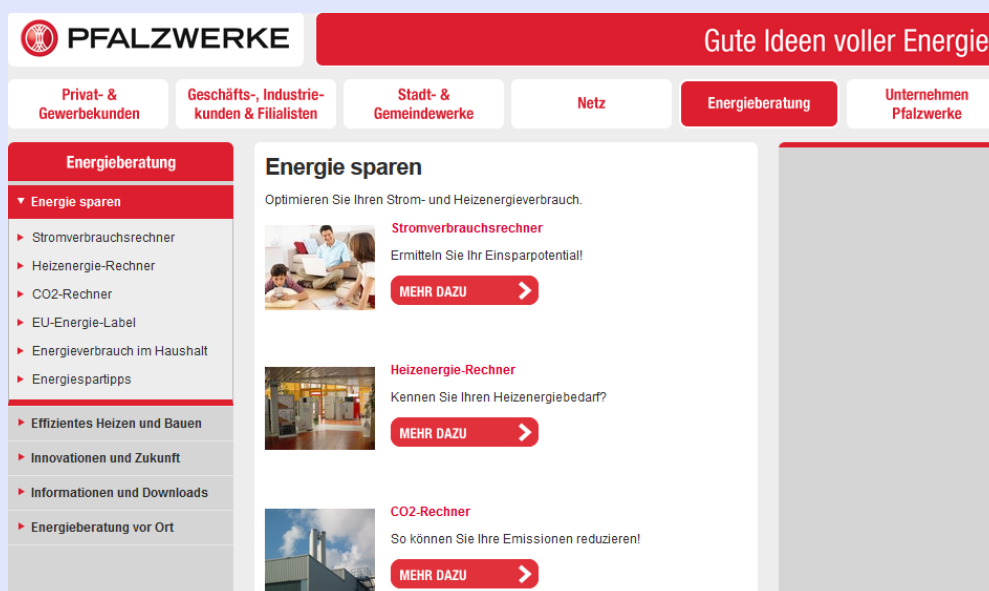 PFALZWERKE
Gute Ideen voller Energie
Privat- &
Gewerbekunden
Geschäfts-, Industrie-
kunden & Filialisten
Stadt- &
Gemeindewerke
Netz
Energieberatung
Unternehmen
Pfalzwerke
Energieberatung
Energie sparen
Stromverbrauchsrechner
Heizenergie-Rechner
CO2-Rechner
EU-Energie-Label
Energieverbrauch im Haushalt
Energiespartipps
Effizientes Heizen und Bauen
Innovationen und Zukunft
Informationen und Downloads
Energieberatung vor Ort
Energie sparen
Optimieren Sie Ihren Strom- und Heizenergieverbrauch.
Stromverbrauchsrechner
Ermitteln Sie Ihr Einsparpotential!
MEHR DAZU
Heizenergie-Rechner
Kennen Sie Ihren Heizenergiebedarf?
MEHR DAZU
CO2-Rechner
So können Sie Ihre Emissionen reduzieren!
MEHR DAZU